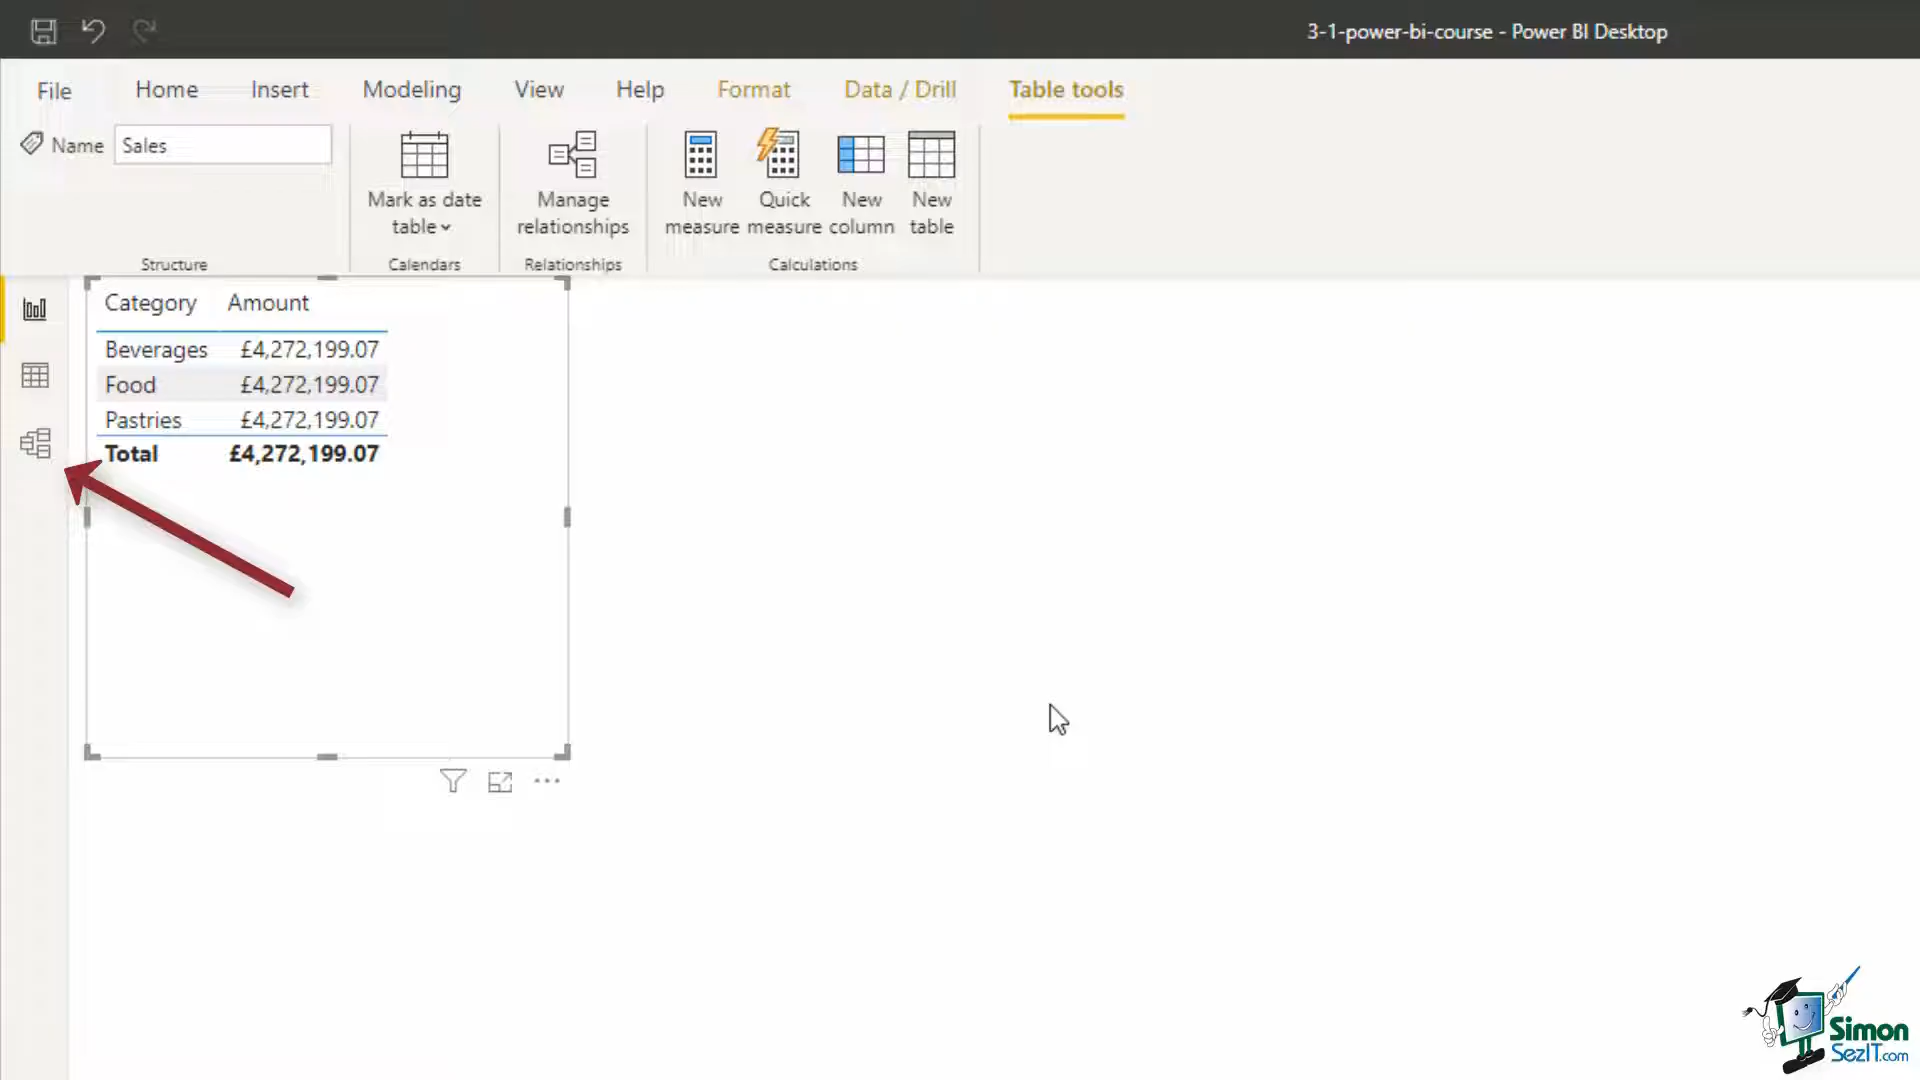 3-1-power-bi-course - Power BI Desktop
File Home Insert Modeling View Help Format Data / Drill Table tools
Name Sales
Mark as date table
Manage relationships
New measure
Quick measure
New column
New table
Structure Calendars Relationships Calculations
Category Amount
Beverages £4,272,199.07
Food £4,272,199.07
Pastries £4,272,199.07
Total £4,272,199.07
Simon
SezIT.com